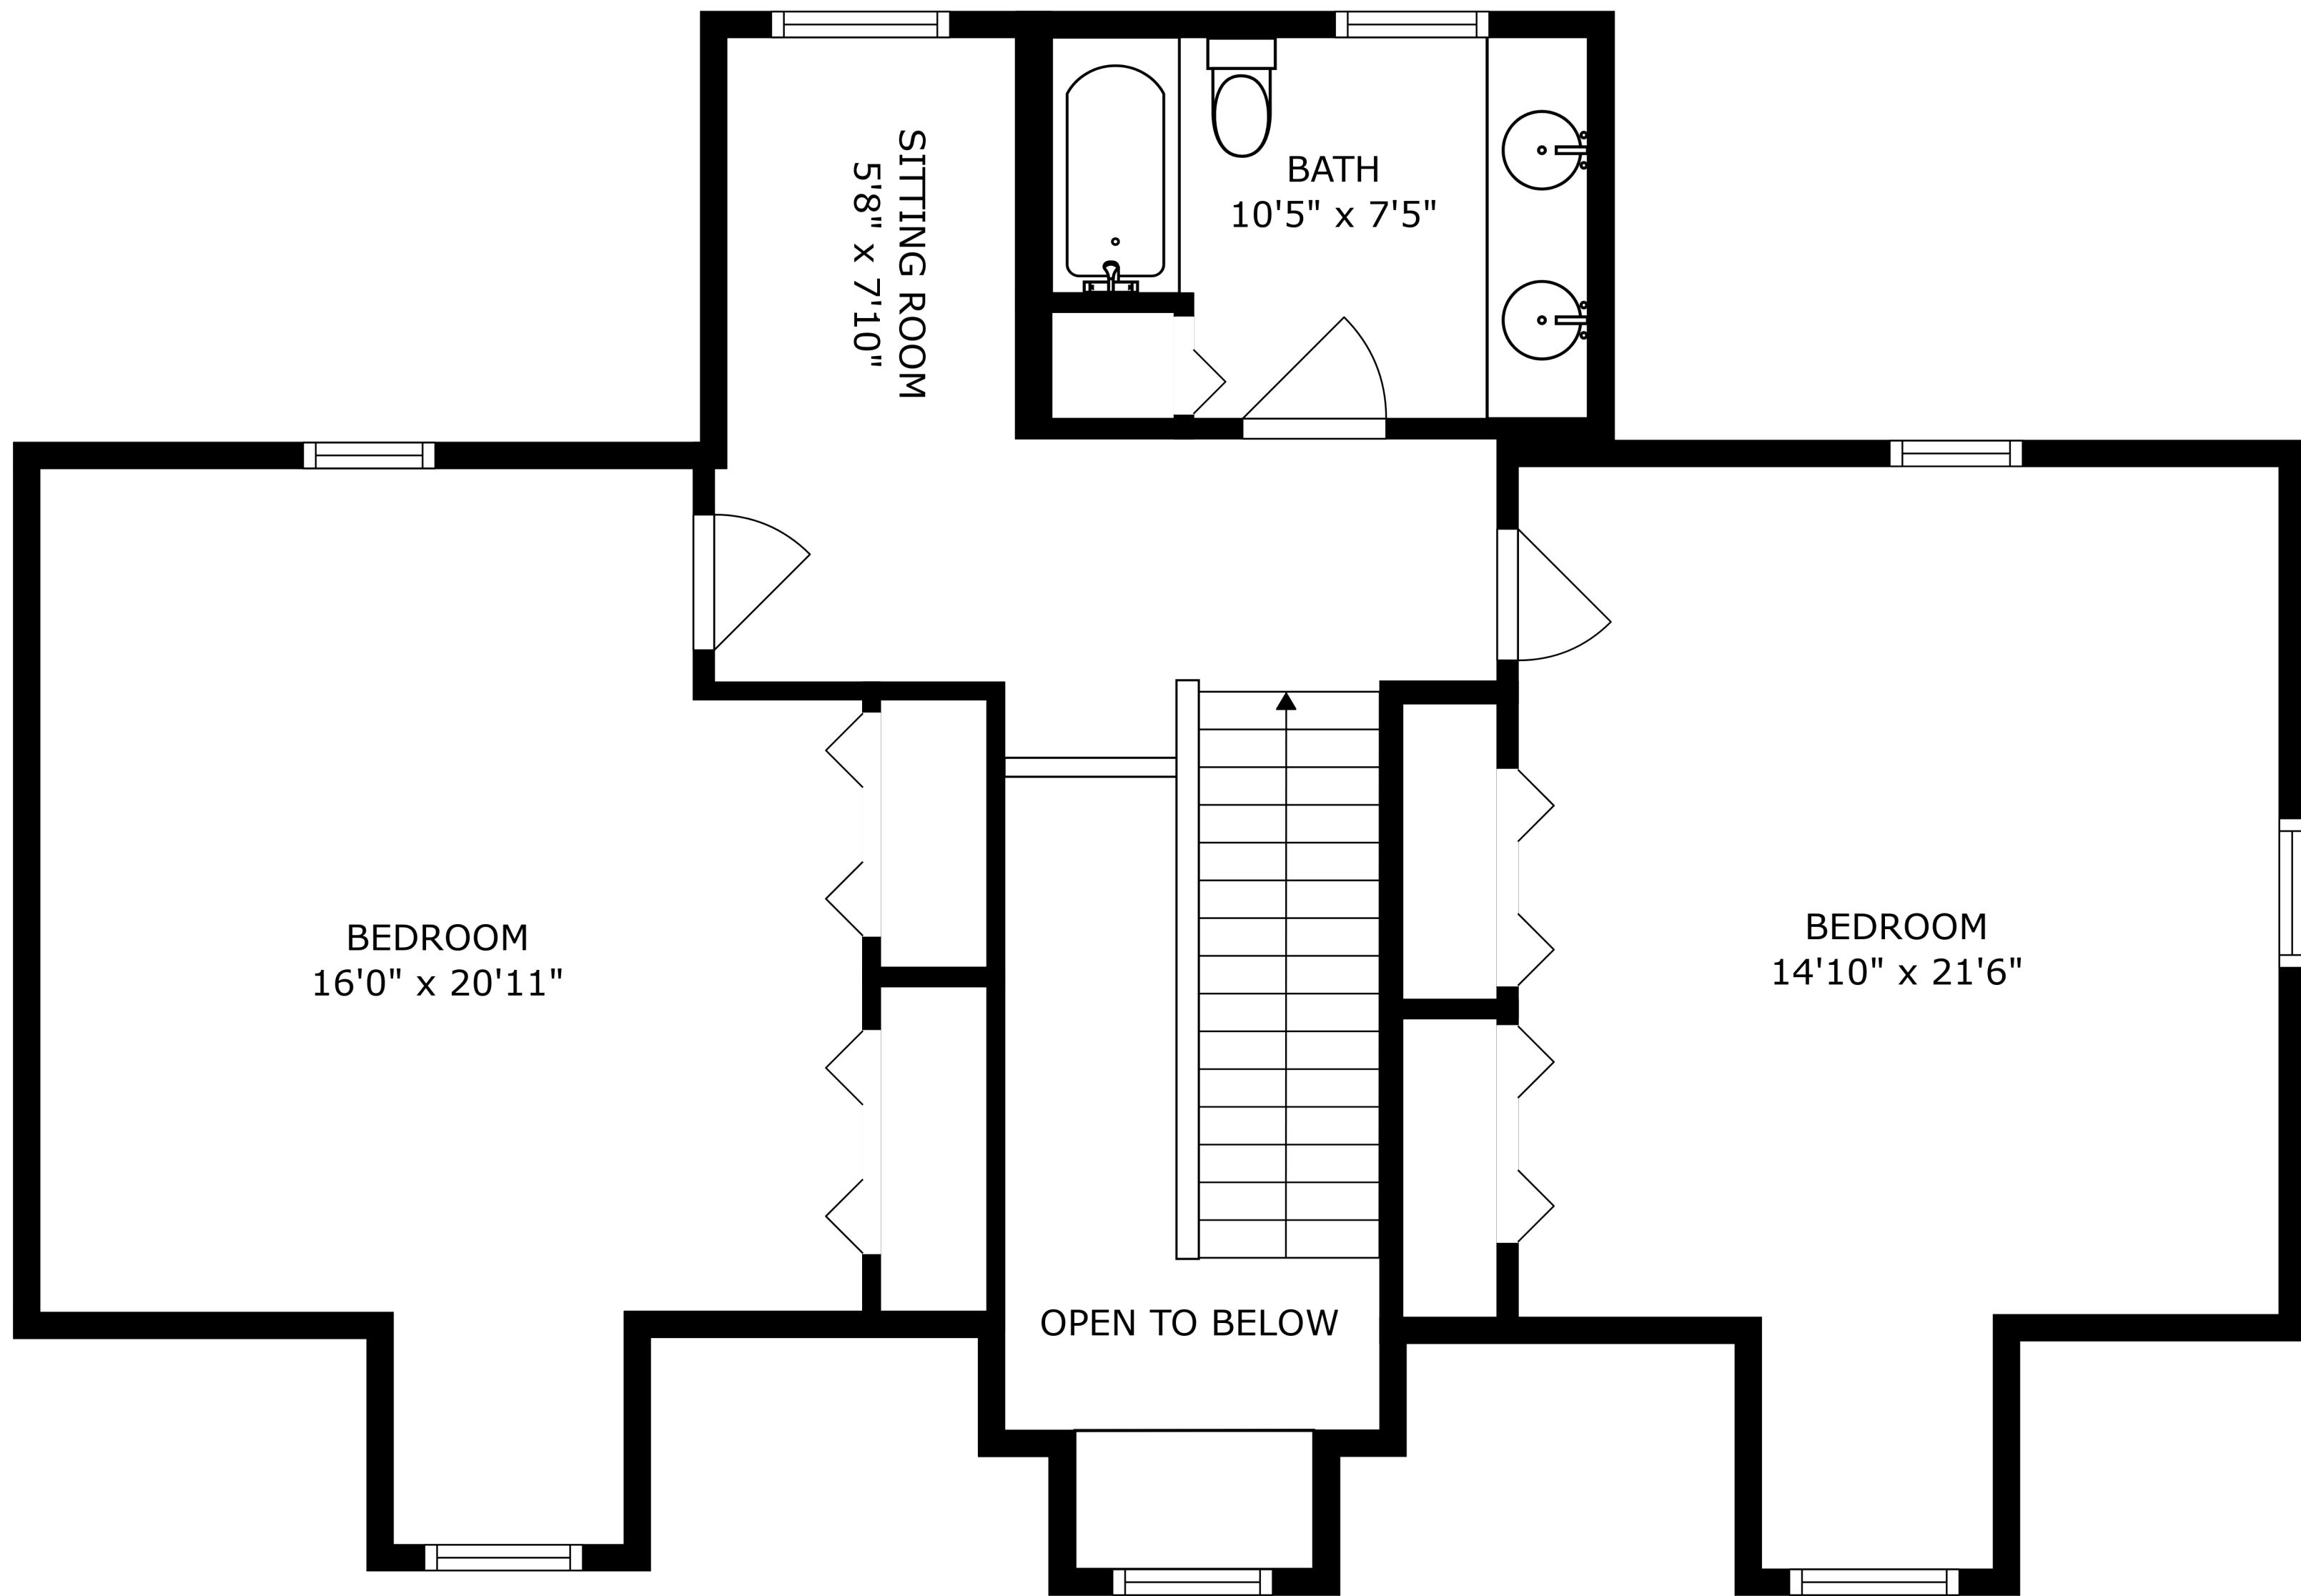 SITTING ROOM
5'8" x 7'10"
BATH
10'5" x 7'5"
BEDROOM
16'0" x 20'11"
BEDROOM
14'10" x 21'6"
OPEN TO BELOW